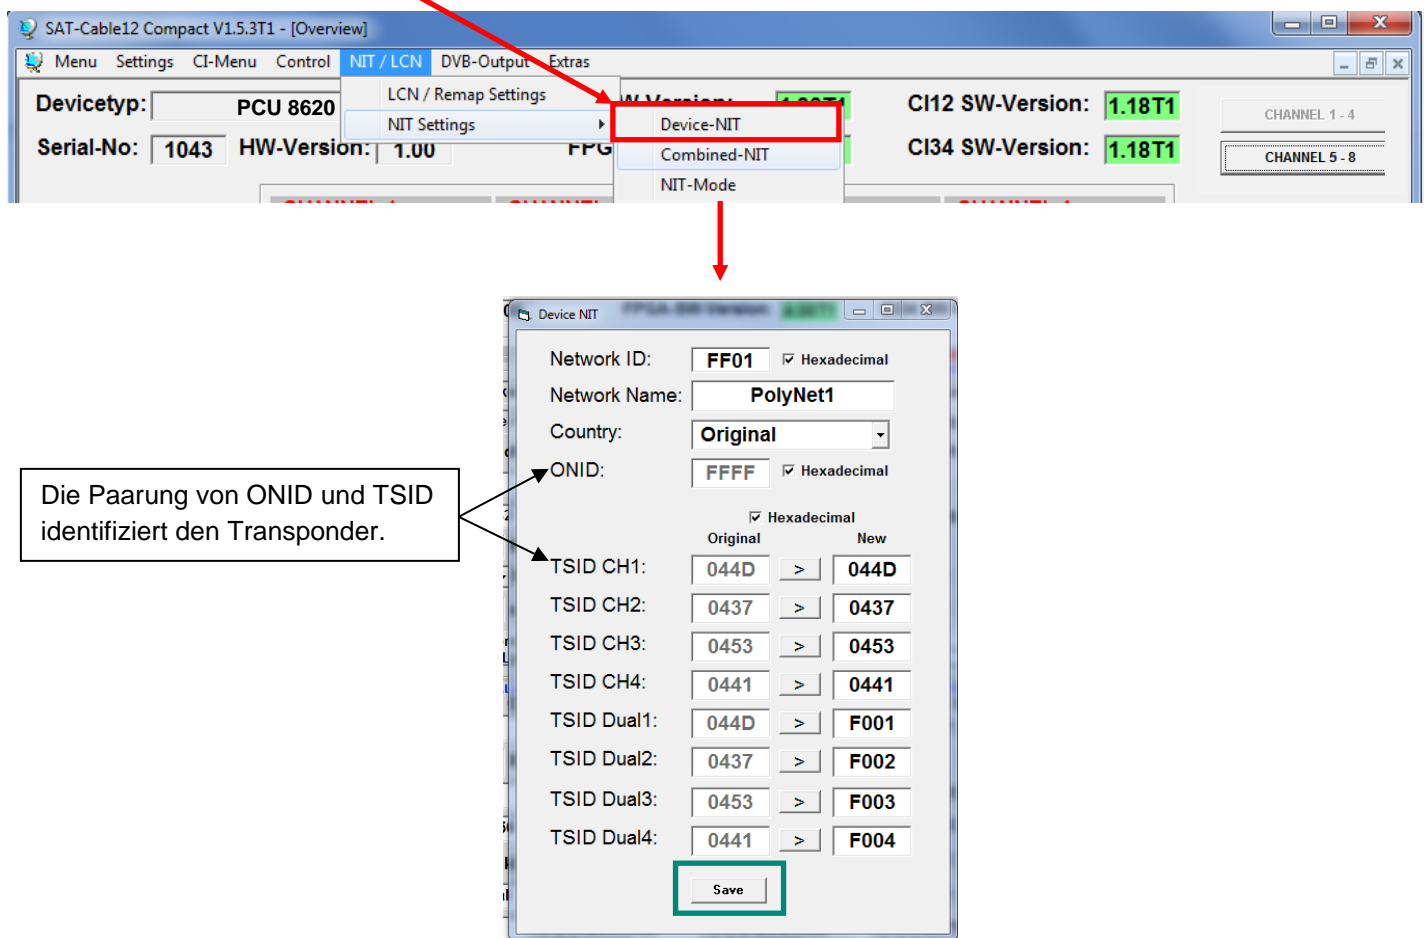 SAT-Cable12 Compact V1.5.3T1 - [Overview]
Menu Settings CI-Menu Control NIT / LCN DVB-Output Extras
LCN / Remap Settings
NIT Settings
Device-NIT
Combined-NIT
NIT-Mode
Devicetyp: PCU 8620
CI12 SW-Version: 1.18T1
CHANNEL 1 - 4
Serial-No: 1043 HW-Version: 1.00
CI34 SW-Version: 1.18T1
CHANNEL 5 - 8
Device NIT
Network ID: FF01 Hexadecimal
Network Name: PolyNet1
Country: Original
ONID: FFFF Hexadecimal
Die Paarung von ONID und TSID
identifiziert den Transponder.
Hexadecimal
Original New
TSID CH1: 044D > 044D
TSID CH2: 0437 > 0437
TSID CH3: 0453 > 0453
TSID CH4: 0441 > 0441
TSID Dual1: 044D > F001
TSID Dual2: 0437 > F002
TSID Dual3: 0453 > F003
TSID Dual4: 0441 > F004
Save